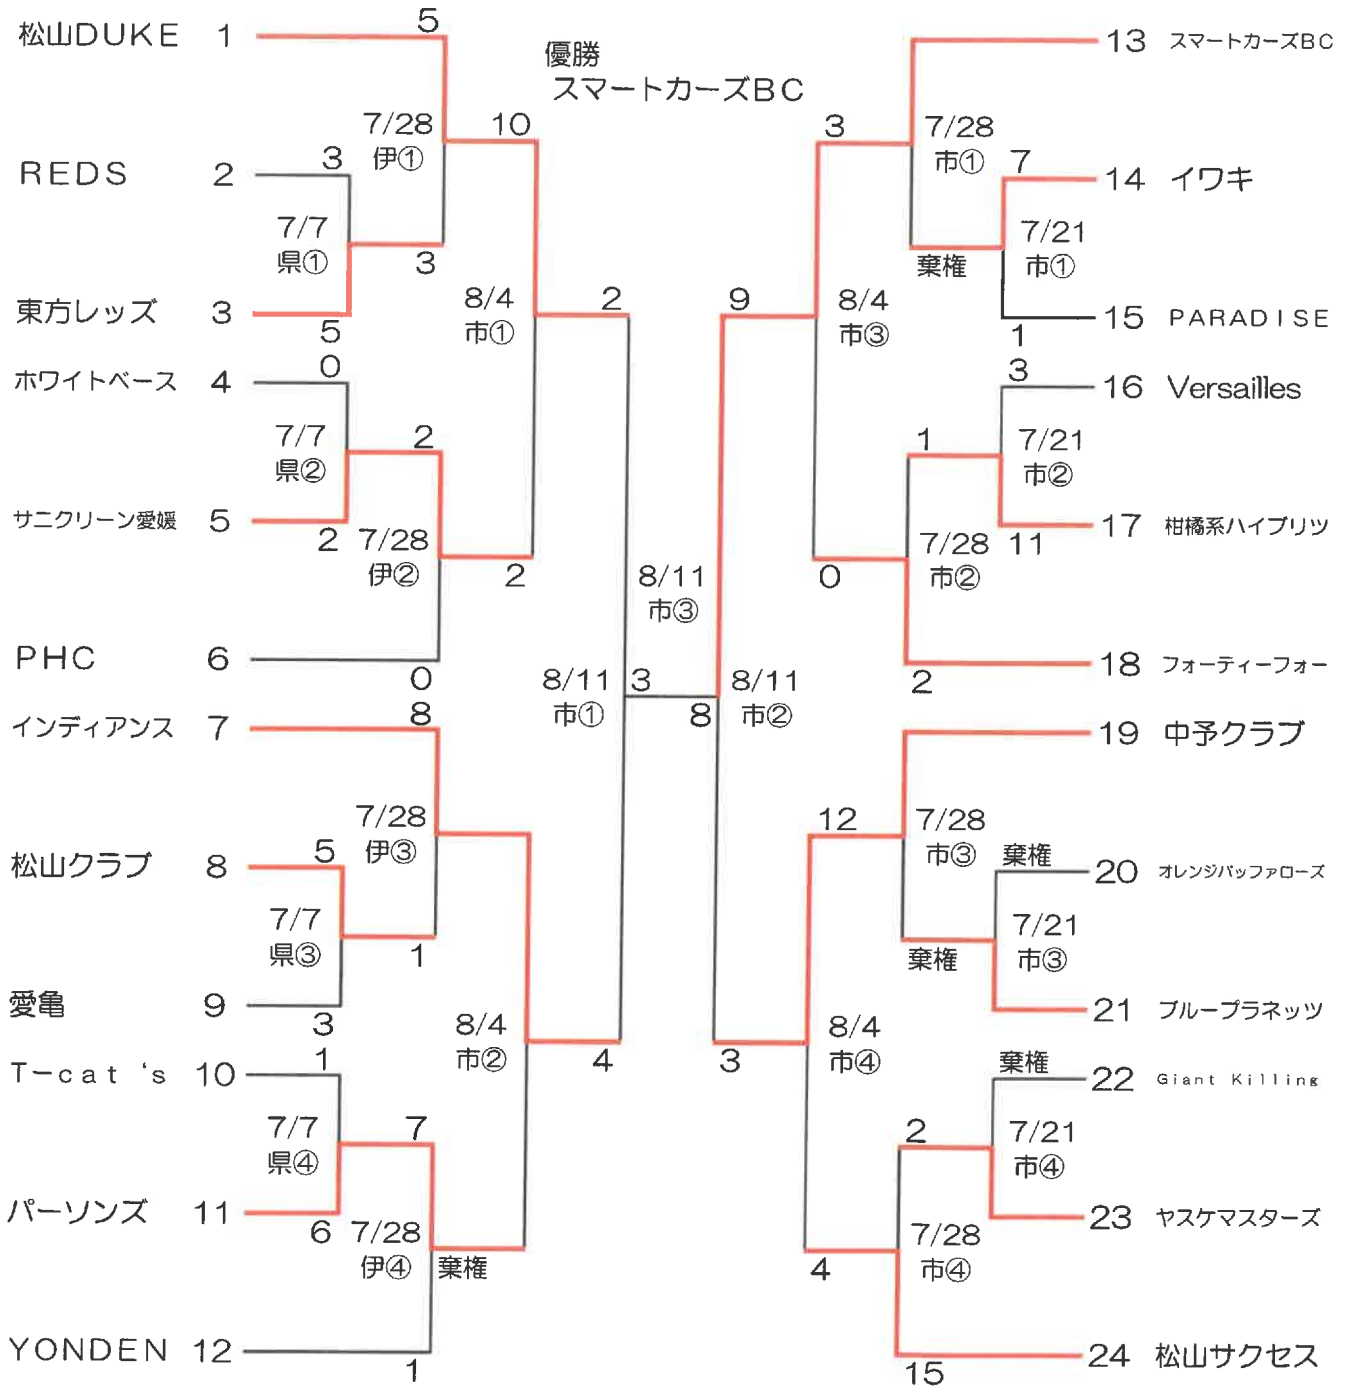 優勝
スマートカーズBC
松山DUKE 1
5
REDS 2
3
7/7
県①
7/28
伊①
10
3
東方レッズ 3
5
ホワイトベース 4
0
7/7
県②
2
8/4
市①
2
サニクリーン愛媛 5
2
7/28
伊②
2
PHC 6
0
インディアンス 7
8
7/28
伊③
松山クラブ 8
5
7/7
県③
1
愛亀 9
3
8/4
市②
4
T-cat 's 10
1
7/7
県④
7
パーソンズ 11
6
7/28
伊④
棄権
YONDEN 12
1
8/11
市①
3
8/11
市③
8
8/11
市②
13 スマートカーズBC
3
7/28
市①
7
14 イワキ
7/21
市①
棄権
15 PARADISE
1
9
8/4
市③
3
16 Versailles
1
7/21
市②
17 柑橘系ハイブリツ
11
7/28
市②
0
18 フォーティーフォー
2
19 中予クラブ
12
7/28
市③
棄権
20 オレンジバッファローズ
7/21
市③
棄権
21 ブループラネッツ
3
8/4
市④
棄権
22 Giant Killing
2
7/21
市④
23 ヤスケマスターズ
7/28
市④
4
24 松山サクセス
15